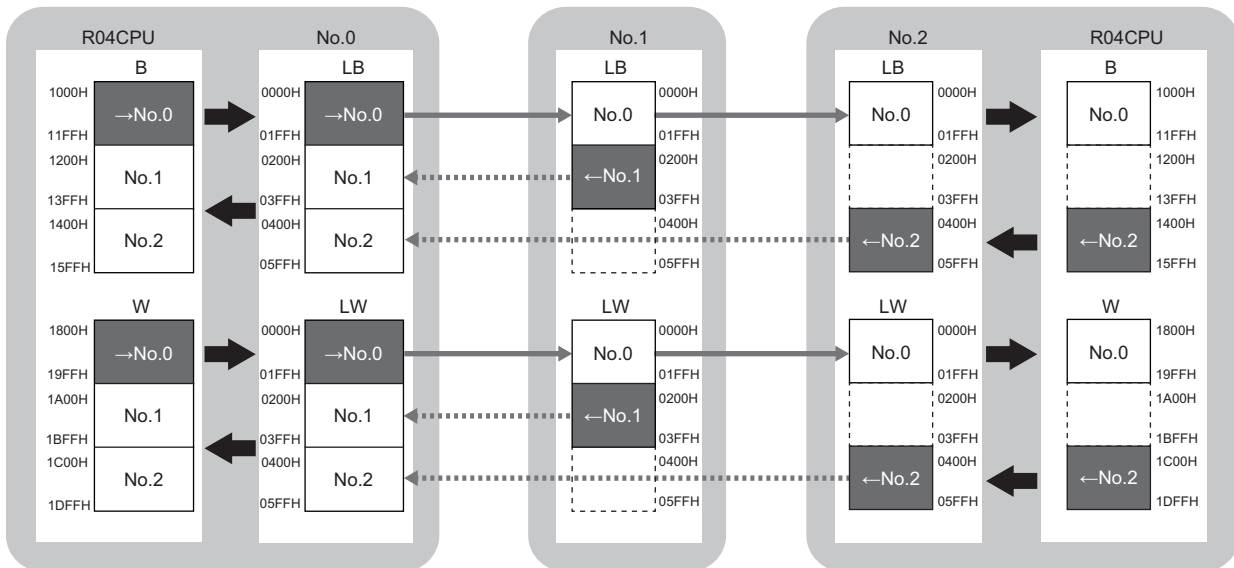 R04CPU No.0 No.1 No.2 R04CPU
B LB LB LB B
1000H 0000H 0000H 0000H 1000H
→No.0 →No.0 No.0 No.0 No.0
11FFH 01FFH 01FFH 01FFH 11FFH
1200H 0200H 0200H 0200H 1200H
No.1 No.1 ←No.1
13FFH 03FFH 03FFH 03FFH 13FFH
1400H 0400H 0400H 0400H 1400H
No.2 No.2 ←No.2 ←No.2
15FFH 05FFH 05FFH 05FFH 15FFH
W LW LW LW W
1800H 0000H 0000H 0000H 1800H
→No.0 →No.0 No.0 No.0 No.0
19FFH 01FFH 01FFH 01FFH 19FFH
1A00H 0200H 0200H 0200H 1A00H
No.1 No.1 ←No.1
1BFFH 03FFH 03FFH 03FFH 1BFFH
1C00H 0400H 0400H 0400H 1C00H
No.2 No.2 ←No.2 ←No.2
1DFFH 05FFH 05FFH 05FFH 1DFFH